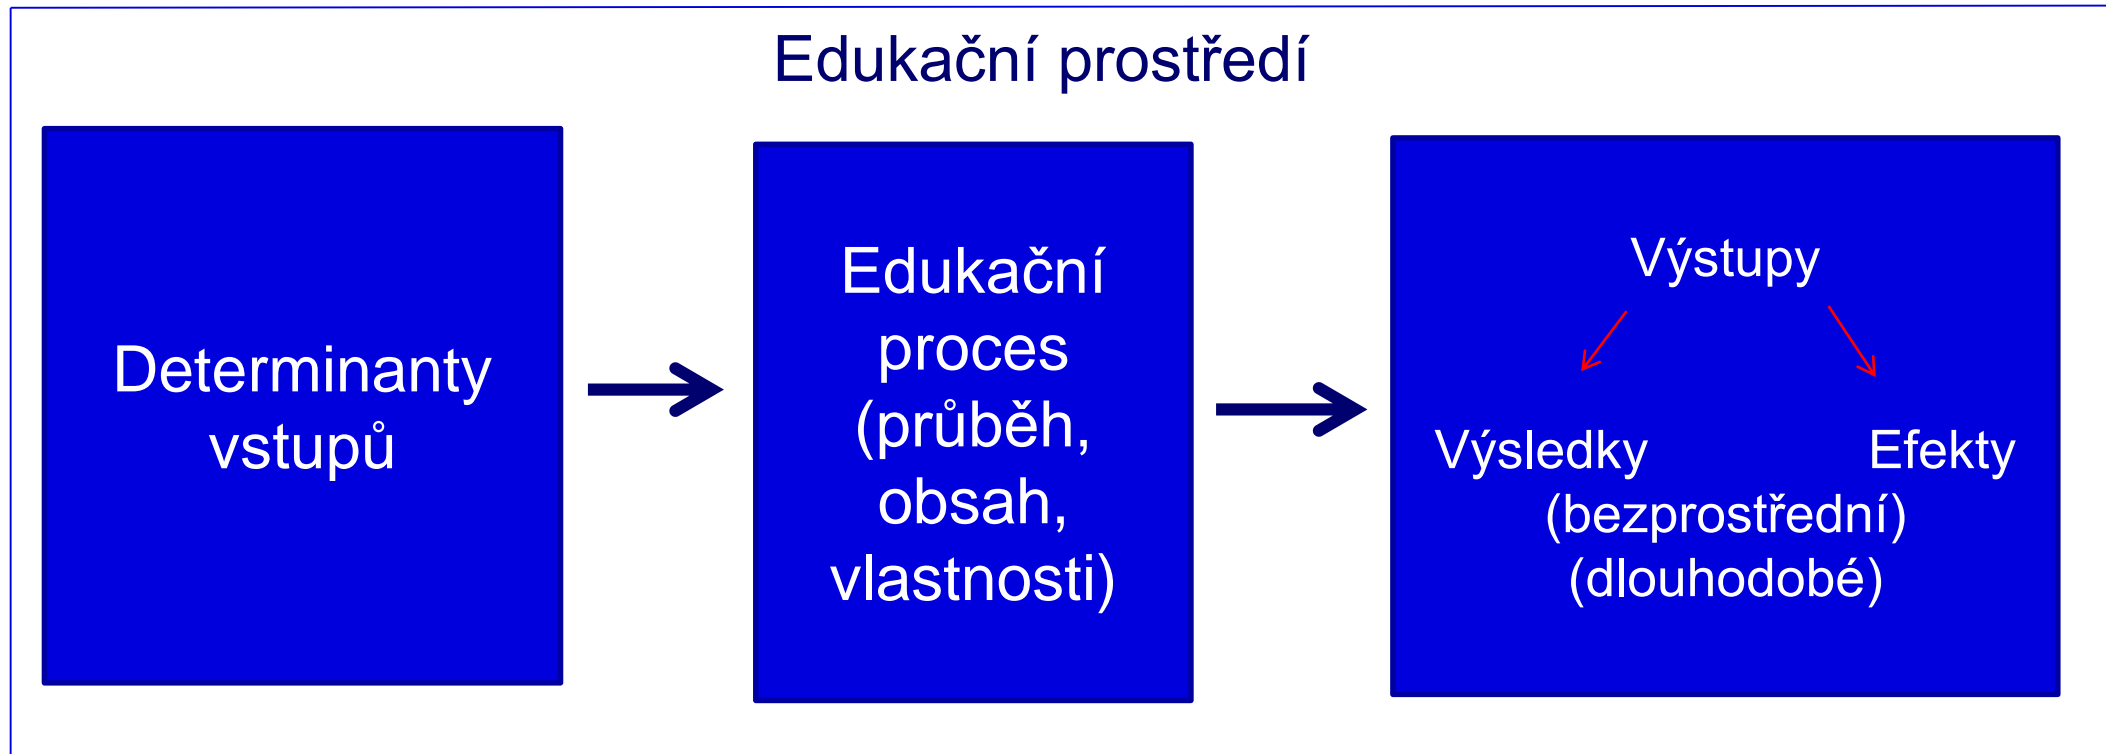 Edukační prostředí
Determinanty
vstupů
Edukační
proces
(průběh,
obsah,
vlastnosti)
Výstupy
Výsledky Efekty
(bezprostřední)
(dlouhodobé)